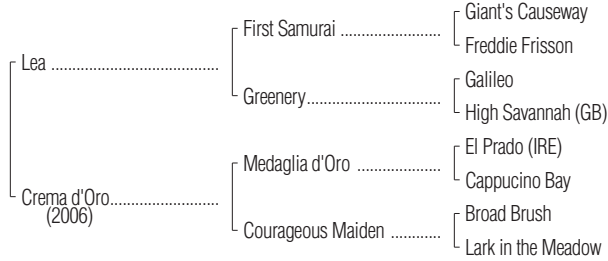 Giant's Causeway
First Samurai ....................
Freddie Frisson
Lea .....................................
Galileo
Greenery...........................
High Savannah (GB)
El Prado (IRE)
Medaglia d'Oro ................
Cappucino Bay
Crema d'Oro.......................
(2006)
Broad Brush
Courageous Maiden ..........
Lark in the Meadow